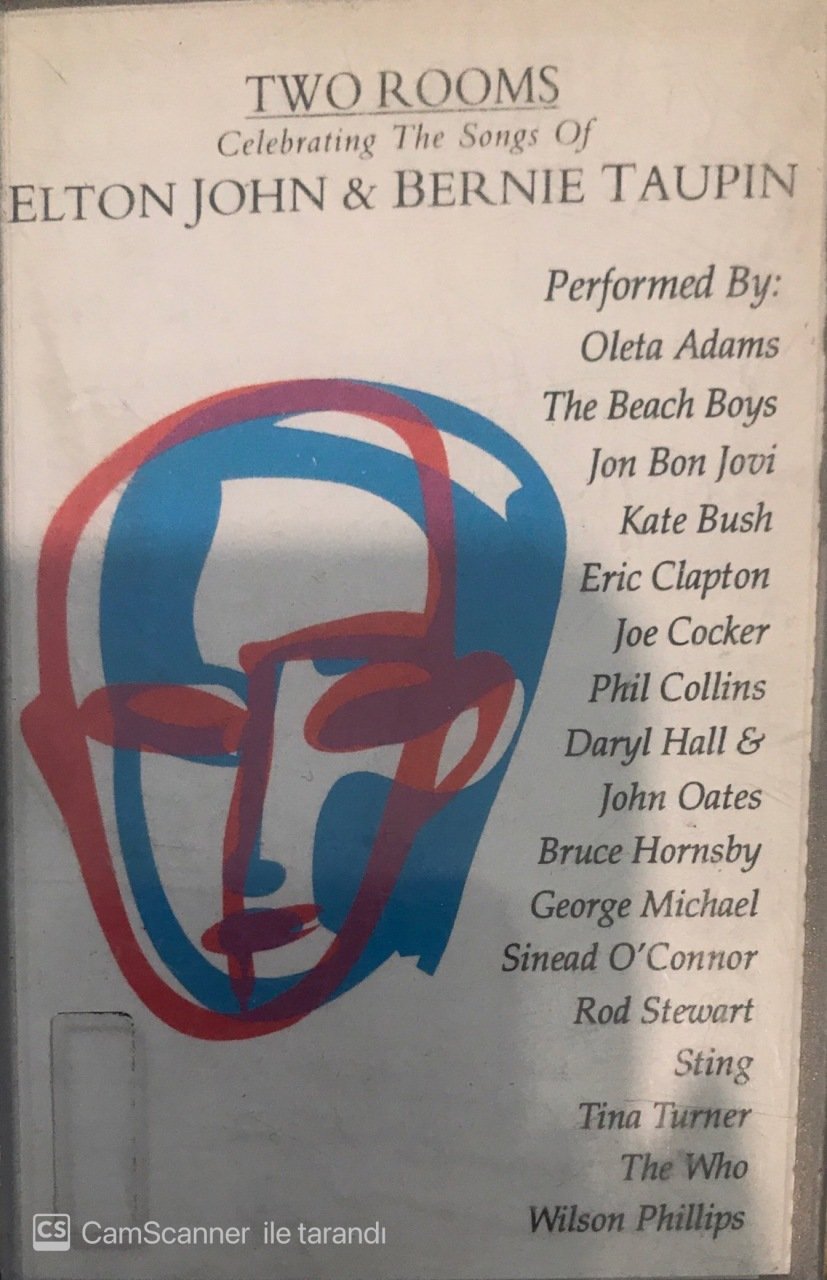 TWO ROOMS
Celebrating The Songs Of
ELTON JOHN & BERNIE TAUPIN
Performed By:
Oleta Adams
The Beach Boys
Jon Bon Jovi
Kate Bush
Eric Clapton
Joe Cocker
Phil Collins
Daryl Hall &
John Oates
Bruce Hornsby
George Michael
Sinead O'Connor
Rod Stewart
Sting
Tina Turner
The Who
Wilson Phillips
CS CamScanner ile tarandı